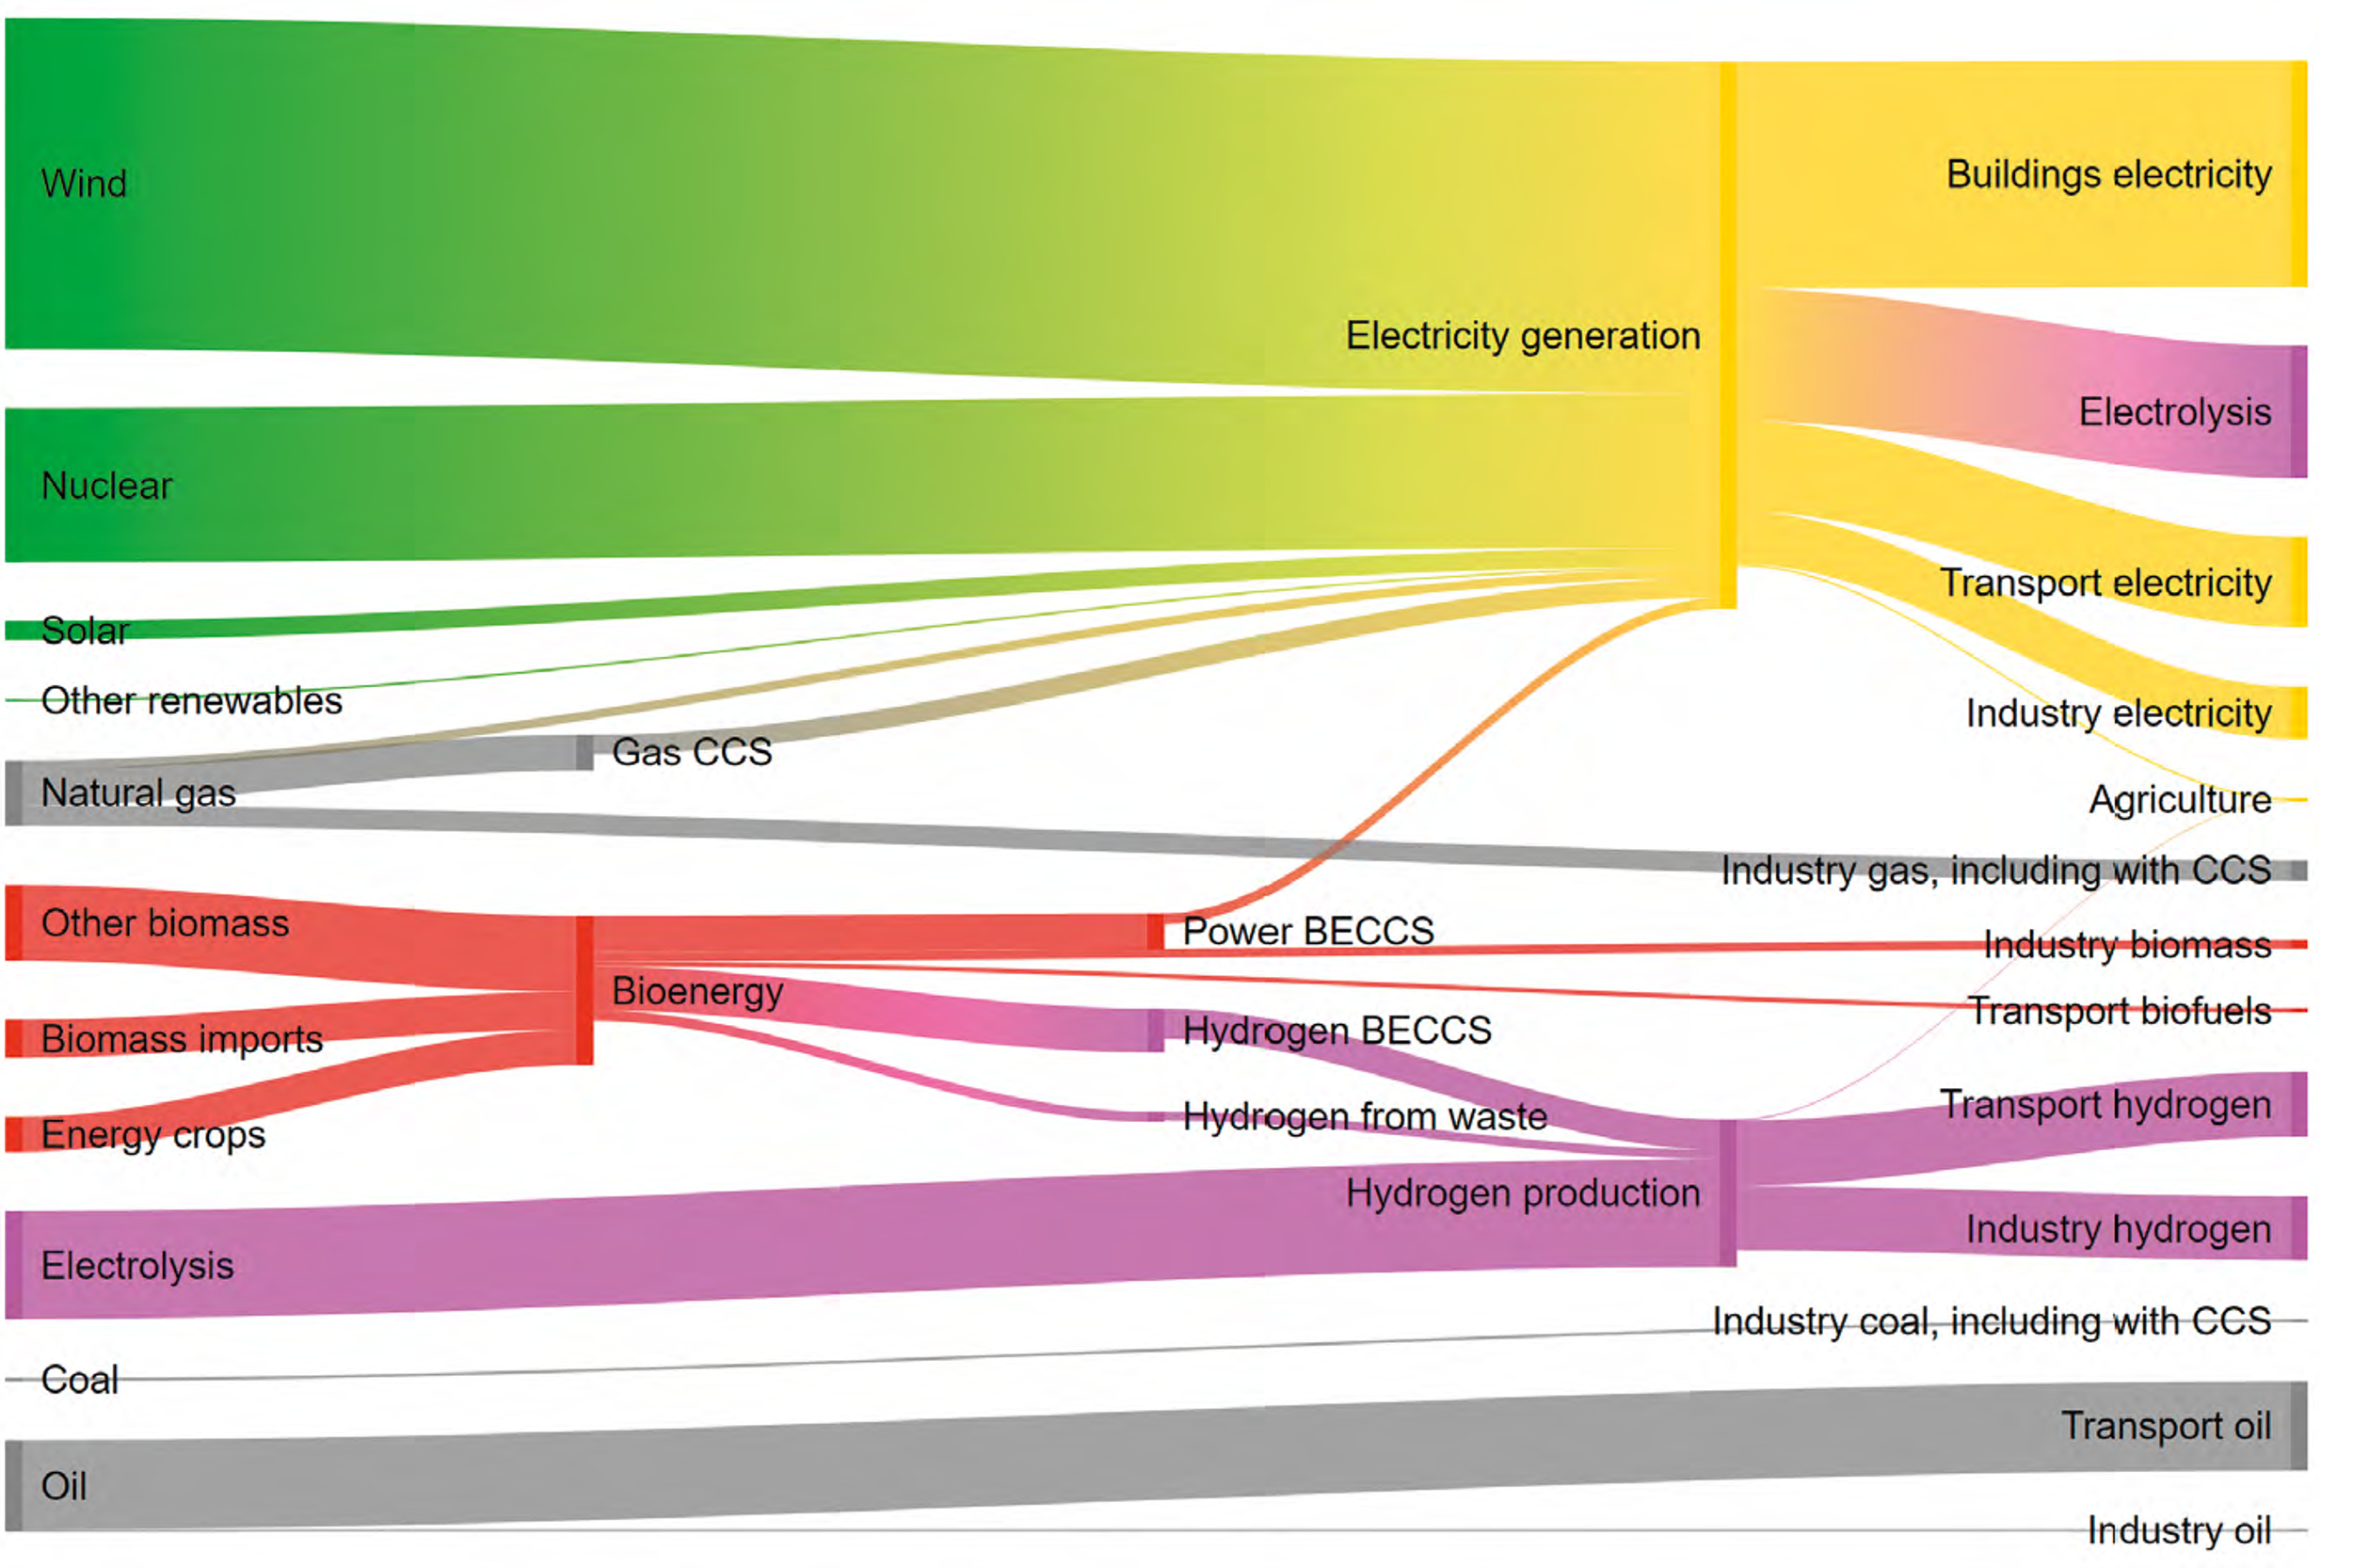 Wind
Nuclear
Solar
Other renewables
Natural gas
Other biomass
Biomass imports
Energy crops
Electrolysis
Coal
Oil
Gas CCS
Bioenergy
Power BECCS
Hydrogen BECCS
Hydrogen from waste
Electricity generation
Hydrogen production
Buildings electricity
Electrolysis
Transport electricity
Industry electricity
Agriculture
Industry gas, including with CCS
Industry biomass
Transport biofuels
Transport hydrogen
Industry hydrogen
Industry coal, including with CCS
Transport oil
Industry oil